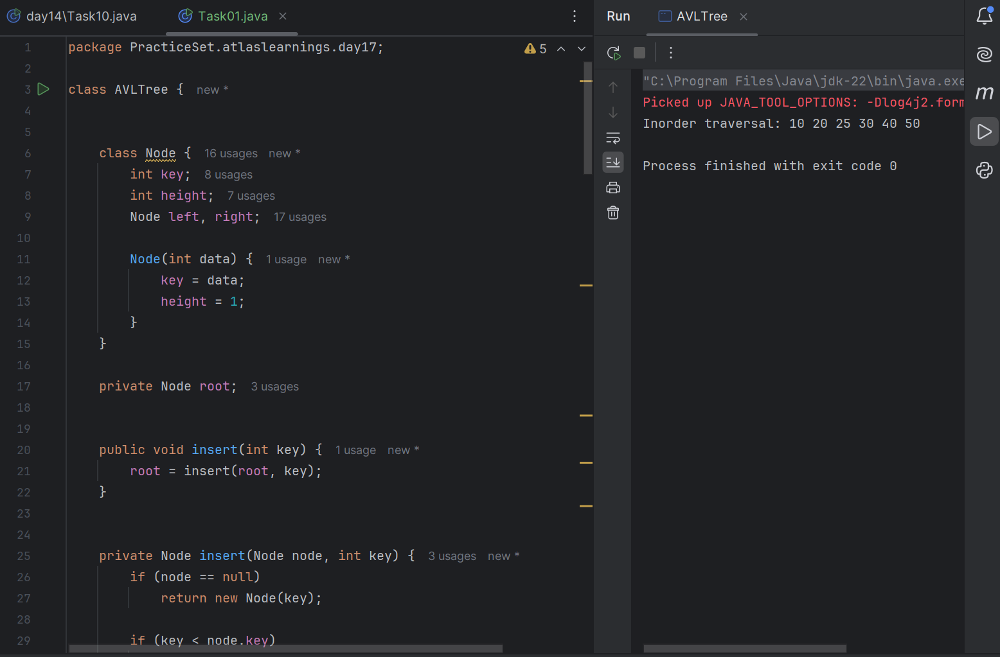 day14\Task10.java
Task01.java
Run
AVLTree
1 package PracticeSet.atlaslearnings.day17;
5
2
3 class AVLTree { new *
4
5
6 class Node { 16 usages new *
7 int key; 8 usages
8 int height; 7 usages
9 Node left, right; 17 usages
10
11 Node(int data) { 1 usage new *
12 key = data;
13 height = 1;
14 }
15 }
16
17 private Node root; 3 usages
18
19
20 public void insert(int key) { 1 usage new *
21 root = insert(root, key);
22 }
23
24
25 private Node insert(Node node, int key) { 3 usages new *
26 if (node == null)
27 return new Node(key);
28
29 if (key < node.key)
"C:\Program Files\Java\jdk-22\bin\java.exe
Picked up JAVA_TOOL_OPTIONS: -Dlog4j2.form
Inorder traversal: 10 20 25 30 40 50
Process finished with exit code 0
m